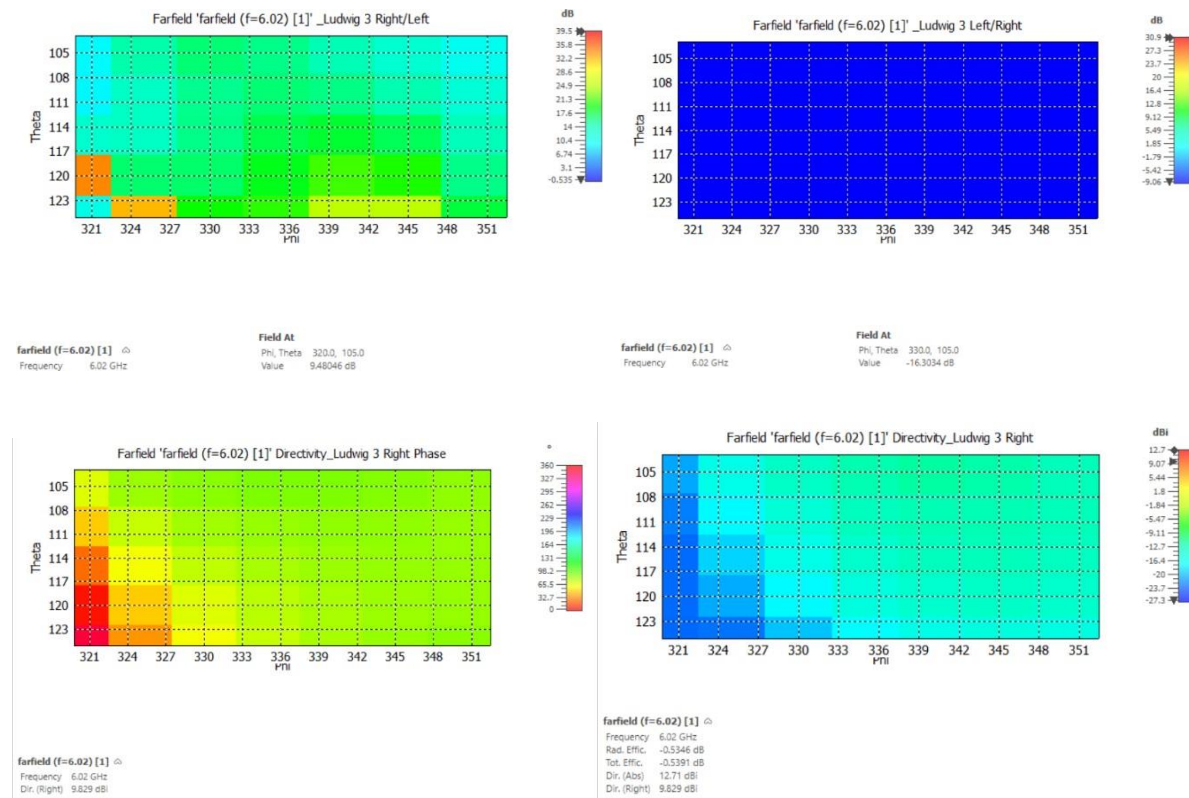 Farfield 'farfield (f=6.02) [1]' _Ludwig 3 Right/Left
dB
39.5
35.8
32.2
28.6
24.9
21.3
17.6
14
10.4
6.74
3.1
-0.535
Theta
105
108
111
114
117
120
123
321 324 327 330 333 336 339 342 345 348 351
Phi
farfield (f=6.02) [1]
Frequency 6.02 GHz
Field At
Phi, Theta 320.0, 105.0
Value 9.48046 dB
Farfield 'farfield (f=6.02) [1]' _Ludwig 3 Left/Right
dB
30.9
27.3
23.7
20
16.4
12.8
9.12
5.49
1.85
-1.79
-5.42
-9.06
Theta
105
108
111
114
117
120
123
321 324 327 330 333 336 339 342 345 348 351
Phi
farfield (f=6.02) [1]
Frequency 6.02 GHz
Field At
Phi, Theta 330.0, 105.0
Value -16.3034 dB
Farfield 'farfield (f=6.02) [1]' Directivity_Ludwig 3 Right Phase
°
360
327
295
262
229
196
164
131
98.2
65.5
32.7
0
Theta
105
108
111
114
117
120
123
321 324 327 330 333 336 339 342 345 348 351
Phi
farfield (f=6.02) [1]
Frequency 6.02 GHz
Dir. (Right) 9.829 dBi
Farfield 'farfield (f=6.02) [1]' Directivity_Ludwig 3 Right
dBi
12.7
9.07
5.44
1.8
-1.84
-5.47
-9.11
-12.7
-16.4
-20
-23.7
-27.3
Theta
105
108
111
114
117
120
123
321 324 327 330 333 336 339 342 345 348 351
Phi
farfield (f=6.02) [1]
Frequency 6.02 GHz
Rad. Effic. -0.5346 dB
Tot. Effic. -0.5391 dB
Dir. (Abs) 12.71 dBi
Dir. (Right) 9.829 dBi